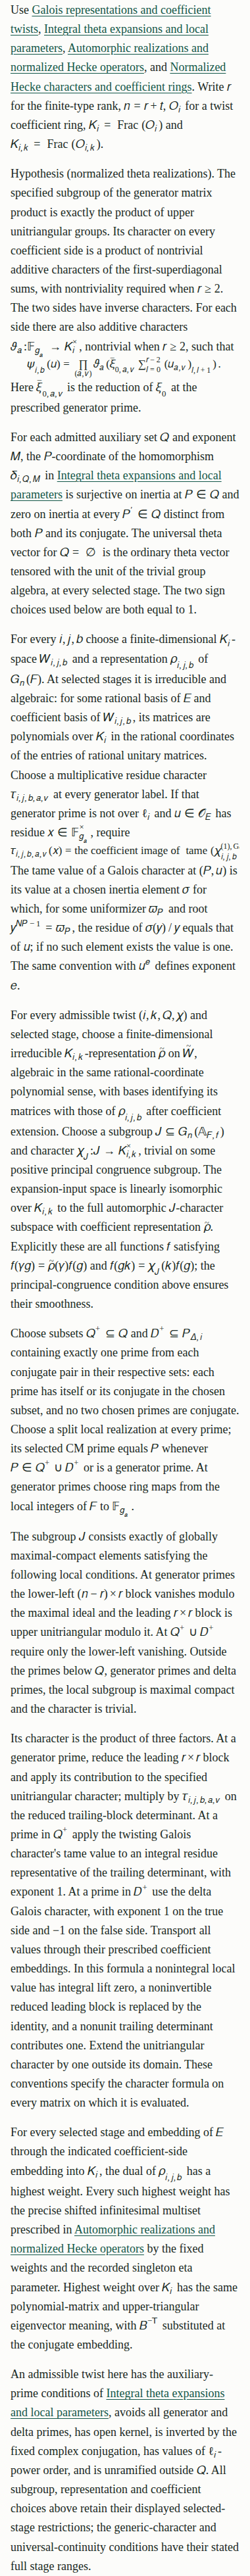 Use Galois representations and coefficient
twists, Integral theta expansions and local
parameters, Automorphic realizations and
normalized Hecke operators, and Normalized
Hecke characters and coefficient rings. Write r
for the finite-type rank, n = r + t, O_i for a twist
coefficient ring, K_i = Frac (O_i) and
K_{i,k} = Frac (O_{i,k}).
Hypothesis (normalized theta realizations). The
specified subgroup of the generator matrix
product is exactly the product of upper
unitriangular groups. Its character on every
coefficient side is a product of nontrivial
additive characters of the first-superdiagonal
sums, with nontriviality required when r ≥ 2.
The two sides have inverse characters. For each
side there are also additive characters
ϑ_a : 𝔽_{g_a} → K_i^×, nontrivial when r ≥ 2, such that
ψ_{i,b}(u) = ∏_{(a,v)} ϑ_a(ξ̄_{0,a,v} ∑_{l=0}^{r−2} (u_{a,v})_{l,l+1}).
Here ξ̄_{0,a,v} is the reduction of ξ_0 at the
prescribed generator prime.
For each admitted auxiliary set Q and exponent
M, the P-coordinate of the homomorphism
δ_{i,Q,M} in Integral theta expansions and local
parameters is surjective on inertia at P ∈ Q and
zero on inertia at every P′ ∈ Q distinct from
both P and its conjugate. The universal theta
vector for Q = ∅ is the ordinary theta vector
tensored with the unit of the trivial group
algebra, at every selected stage. The two sign
choices used below are both equal to 1.
For every i, j, b choose a finite-dimensional K_i-
space W_{i,j,b} and a representation ρ_{i,j,b} of
G_n(F). At selected stages it is irreducible and
algebraic: for some rational basis of E and
coefficient basis of W_{i,j,b}, its matrices are
polynomials over K_i in the rational coordinates
of the entries of rational unitary matrices.
Choose a multiplicative residue character
τ_{i,j,b,a,v} at every generator label. If that
generator prime is not over ℓ_i and u ∈ 𝒪_E has
residue x ∈ 𝔽_{g_a}^×, require
τ_{i,j,b,a,v}(x) = the coefficient image of tame (χ_{i,j,b}^{(1),G
The tame value of a Galois character at (P, u) is
its value at a chosen inertia element σ for
which, for some uniformizer ϖ_P and root
y^{NP−1} = ϖ_P, the residue of σ(y)/y equals that
of u; if no such element exists the value is one.
The same convention with u^e defines exponent
e.
For every admissible twist (i, k, Q, χ) and
selected stage, choose a finite-dimensional
irreducible K_{i,k}-representation ρ̃ on W̃,
algebraic in the same rational-coordinate
polynomial sense, with bases identifying its
matrices with those of ρ_{i,j,b} after coefficient
extension. Choose a subgroup J ⊆ G_n(𝔸_{F,f})
and character χ_J : J → K_{i,k}^×, trivial on some
positive principal congruence subgroup. The
expansion-input space is linearly isomorphic
over K_{i,k} to the full automorphic J-character
subspace with coefficient representation ρ̃.
Explicitly these are all functions f satisfying
f(γg) = ρ̃(γ)f(g) and f(gk) = χ_J(k)f(g); the
principal-congruence condition above ensures
their smoothness.
Choose subsets Q⁺ ⊆ Q and D⁺ ⊆ P_{Δ,i}
containing exactly one prime from each
conjugate pair in their respective sets: each
prime has itself or its conjugate in the chosen
subset, and no two chosen primes are conjugate.
Choose a split local realization at every prime;
its selected CM prime equals P whenever
P ∈ Q⁺ ∪ D⁺ or is a generator prime. At
generator primes choose ring maps from the
local integers of F to 𝔽_{g_a}.
The subgroup J consists exactly of globally
maximal-compact elements satisfying the
following local conditions. At generator primes
the lower-left (n − r) × r block vanishes modulo
the maximal ideal and the leading r × r block is
upper unitriangular modulo it. At Q⁺ ∪ D⁺
require only the lower-left vanishing. Outside
the primes below Q, generator primes and delta
primes, the local subgroup is maximal compact
and the character is trivial.
Its character is the product of three factors. At a
generator prime, reduce the leading r × r block
and apply its contribution to the specified
unitriangular character; multiply by τ_{i,j,b,a,v} on
the reduced trailing-block determinant. At a
prime in Q⁺ apply the twisting Galois
character's tame value to an integral residue
representative of the trailing determinant, with
exponent 1. At a prime in D⁺ use the delta
Galois character, with exponent 1 on the true
side and −1 on the false side. Transport all
values through their prescribed coefficient
embeddings. In this formula a nonintegral local
value has integral lift zero, a noninvertible
reduced leading block is replaced by the
identity, and a nonunit trailing determinant
contributes one. Extend the unitriangular
character by one outside its domain. These
conventions specify the character formula on
every matrix on which it is evaluated.
For every selected stage and embedding of E
through the indicated coefficient-side
embedding into K_i, the dual of ρ_{i,j,b} has a
highest weight. Every such highest weight has
the precise shifted infinitesimal multiset
prescribed in Automorphic realizations and
normalized Hecke operators by the fixed
weights and the recorded singleton eta
parameter. Highest weight over K_i has the same
polynomial-matrix and upper-triangular
eigenvector meaning, with B^{−T} substituted at
the conjugate embedding.
An admissible twist here has the auxiliary-
prime conditions of Integral theta expansions
and local parameters, avoids all generator and
delta primes, has open kernel, is inverted by the
fixed complex conjugation, has values of ℓ_i-
power order, and is unramified outside Q. All
subgroup, representation and coefficient
choices above retain their displayed selected-
stage restrictions; the generic-character and
universal-continuity conditions have their stated
full stage ranges.